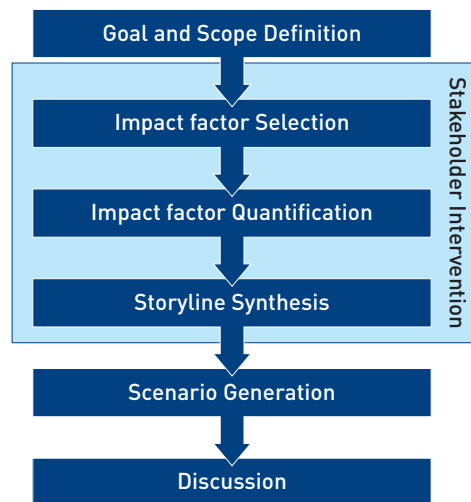 Goal and Scope Definition
Impact factor Selection
Impact factor Quantification
Storyline Synthesis
Stakeholder Intervention
Scenario Generation
Discussion